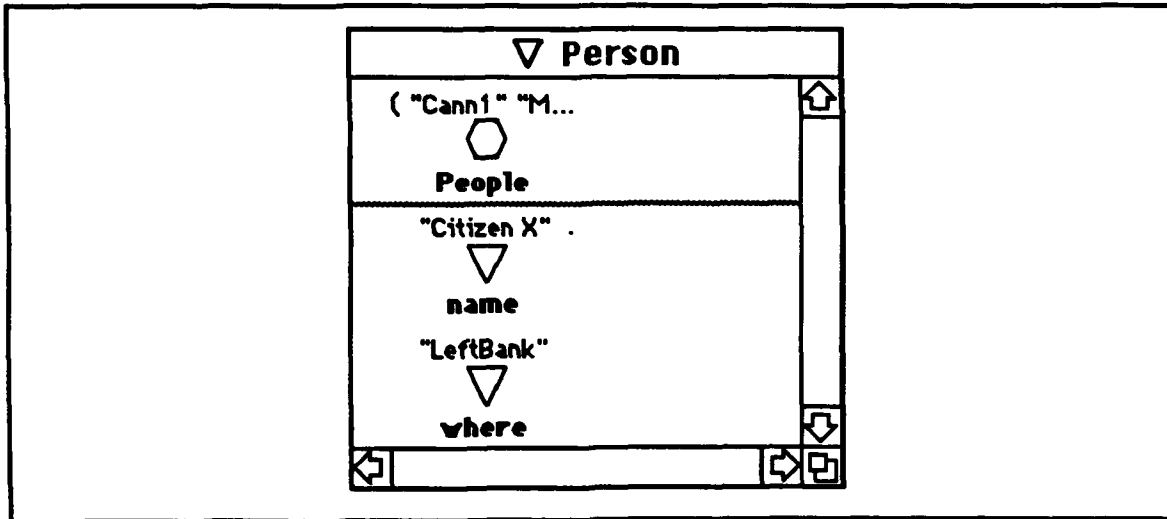 Person
( "Cann1" "M...
People
"Citizen X"
name
"LeftBank"
where